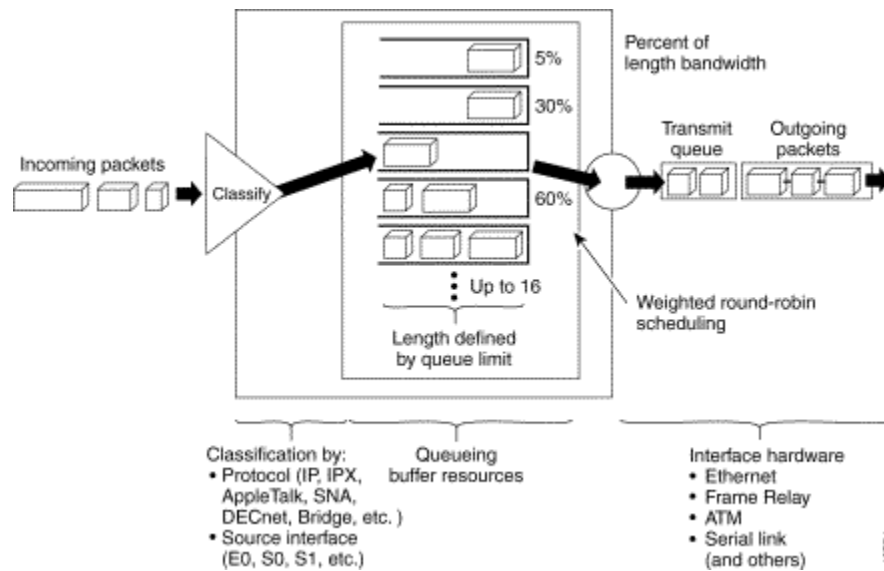 Percent of
length bandwidth
5%
30%
60%
Incoming packets
Classify
Transmit
queue
Outgoing
packets
Up to 16
Length defined
by queue limit
Weighted round-robin
scheduling
Classification by:
• Protocol (IP, IPX,
AppleTalk, SNA,
DECnet, Bridge, etc. )
• Source interface
(E0, S0, S1, etc.)
Queueing
buffer resources
Interface hardware
• Ethernet
• Frame Relay
• ATM
• Serial link
(and others)